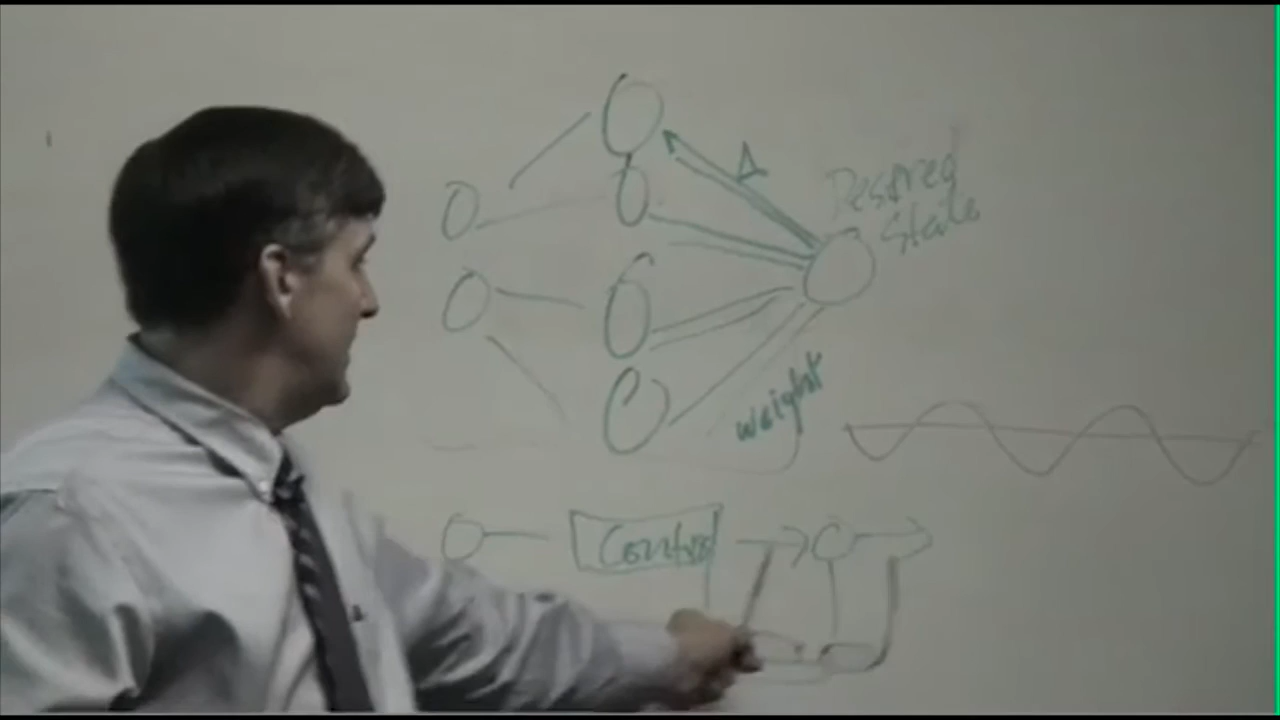 Δ
Desired
State
weight
Control